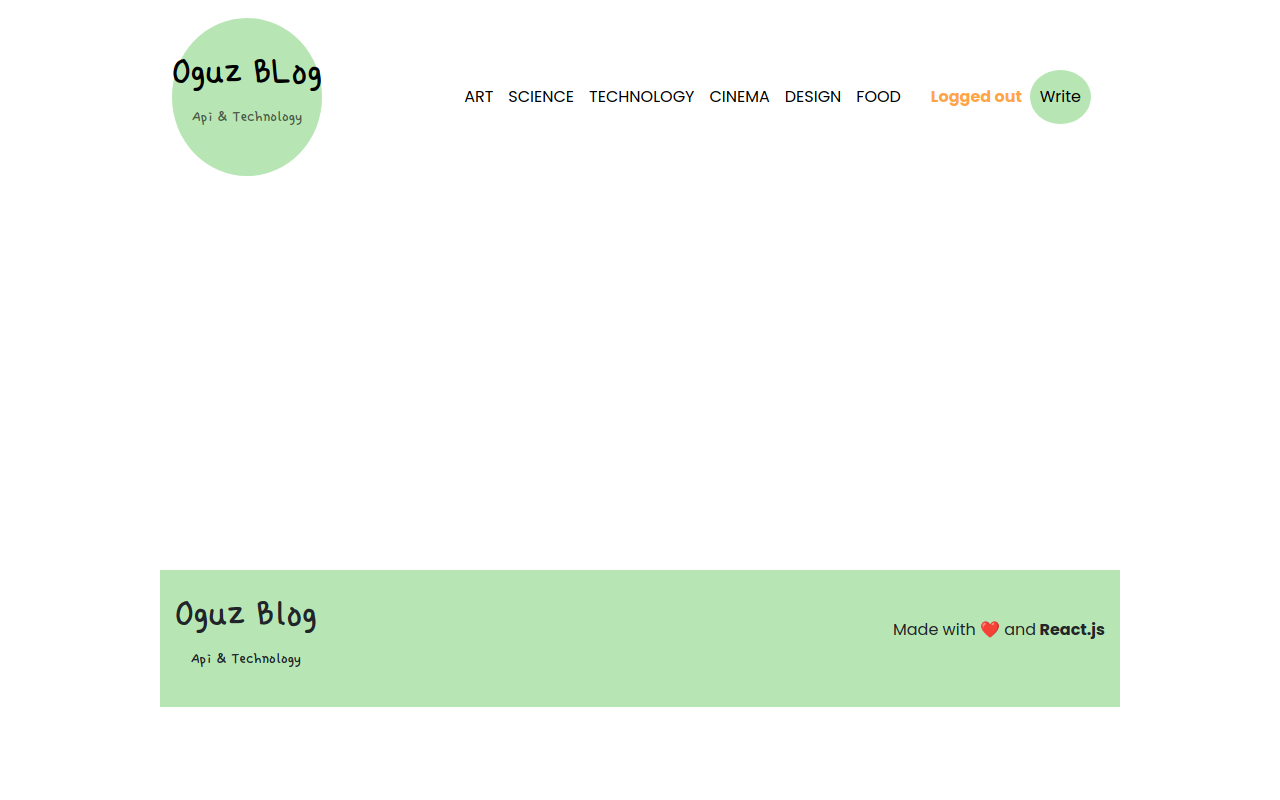 Oguz BLog
Api & Technology
ART SCIENCE TECHNOLOGY CINEMA DESIGN FOOD Logged out Write
Oguz Blog
Api & Technology
Made with ❤️ and React.js